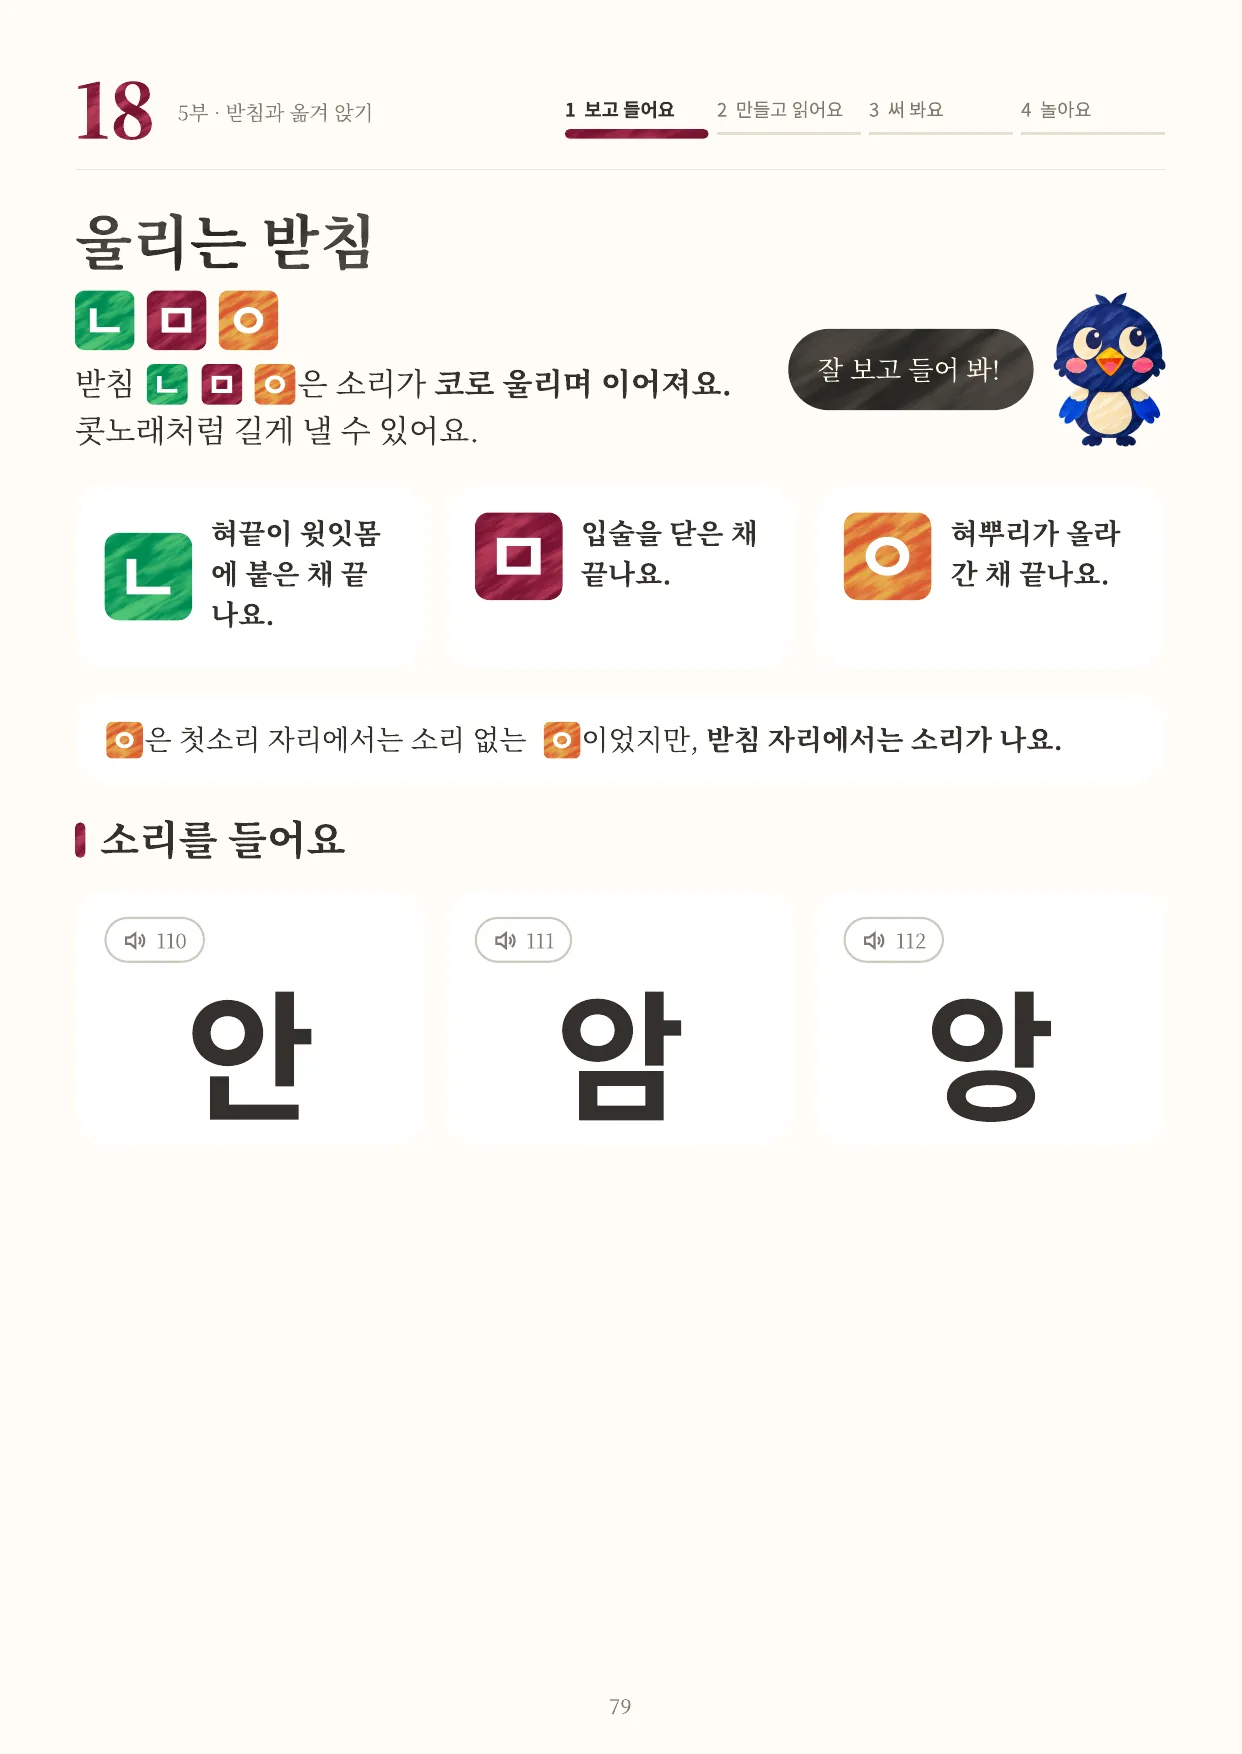 18 5부 · 받침과 옮겨 앉기
1 보고 들어요 2 만들고 읽어요 3 써 봐요 4 놀아요
울리는 받침
ㄴ ㅁ ㅇ
받침 ㄴ ㅁ ㅇ은 소리가 코로 울리며 이어져요.
콧노래처럼 길게 낼 수 있어요.
잘 보고 들어 봐!
ㄴ
혀끝이 윗잇몸
에 붙은 채 끝
나요.
ㅁ
입술을 닫은 채
끝나요.
ㅇ
혀뿌리가 올라
간 채 끝나요.
ㅇ은 첫소리 자리에서는 소리 없는 ㅇ이었지만, 받침 자리에서는 소리가 나요.
소리를 들어요
110
안
111
암
112
앙
79